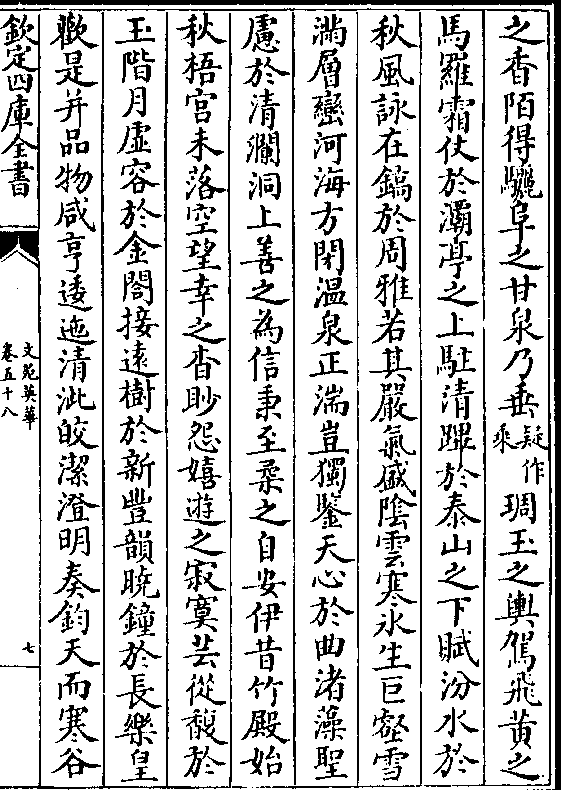 之香陌得驪阜之甘泉乃垂疑作乘琱玉之輿駕飛黄之
馬羅霜仗於灞亭之上駐清蹕於泰山之下賦汾水於
秋風詠在鎬於周雅若其嚴氣盛陰雲寒氷生巨壑雪
滿層巒河海方閉溫泉正湍豈獨鑒天心於曲渚藻聖
慮於清瀾洞上善之為信秉至柔之自安伊昔竹殿始
秋梧宮未落空望幸之杳眇怨嬉遊之寂寞芸從馥於
玉階月虛容於金閣接遠樹於新豐韻曉鐘於長樂皇
歡是并品物咸亨逶迤清泚皎潔澄明奏鈞天而寒谷
欽定四庫全書
文苑英華
卷五十八
七